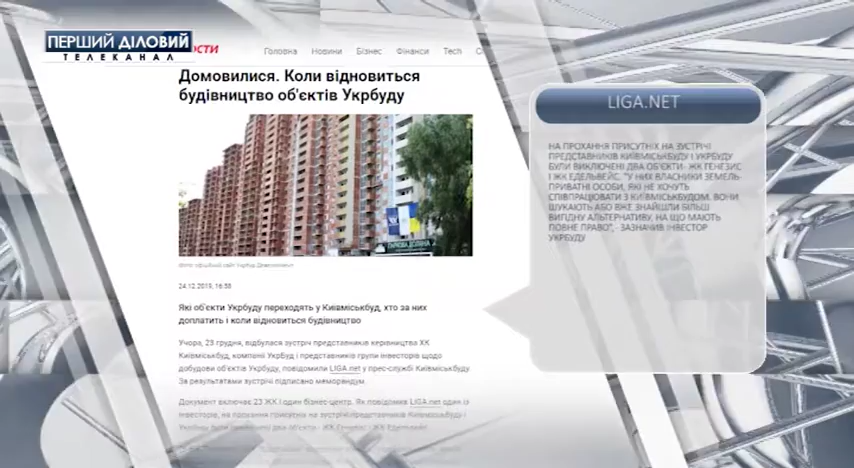 ПЕРШИЙ ДІЛОВИЙ
ТЕЛЕКАНАЛ
Головна Новини Бізнес Фінанси Tech
Домовилися. Коли відновиться
будівництво об'єктів Укрбуду
24.12.2019, 16:58
Які об'єкти Укрбуду переходять у Київміськбуд, хто за них
доплатить і коли відновиться будівництво
Учора, 23 грудня, відбулася зустріч представників керівництва ХК
Київміськбуд, компанії УкрБуд і представників групи інвесторів щодо
добудови об'єктів Укрбуду, повідомили LIGA.net у прес-службі Київміськбуду.
За результатами зустрічі підписано меморандум.
Документ включає 23 ЖК і один бізнес-центр. Як повідомив LIGA.net один із
інвесторів, на прохання присутніх на зустрічі представників Київміськбуду і
LIGA.NET
НА ПРОХАННЯ ПРИСУТНІХ НА ЗУСТРІЧІ
ПРЕДСТАВНИКІВ КИЇВМІСЬКБУДУ І УКРБУДУ
БУЛИ ВИКЛЮЧЕНІ ДВА ОБ'ЄКТИ- ЖК ГЕНЕЗИС
І ЖК ЕДЕЛЬВЕЙС. "У НИХ ВЛАСНИКИ ЗЕМЕЛЬ-
ПРИВАТНІ ОСОБИ, ЯКІ НЕ ХОЧУТЬ
СПІВПРАЦЮВАТИ З КИЇВМІСЬКБУДОМ. ВОНИ
ШУКАЮТЬ АБО ВЖЕ ЗНАЙШЛИ БІЛЬШ
ВИГІДНУ АЛЬТЕРНАТИВУ, НА ЩО МАЮТЬ
ПОВНЕ ПРАВО", - ЗАЗНАЧИВ ІНВЕСТОР
УКРБУДУ